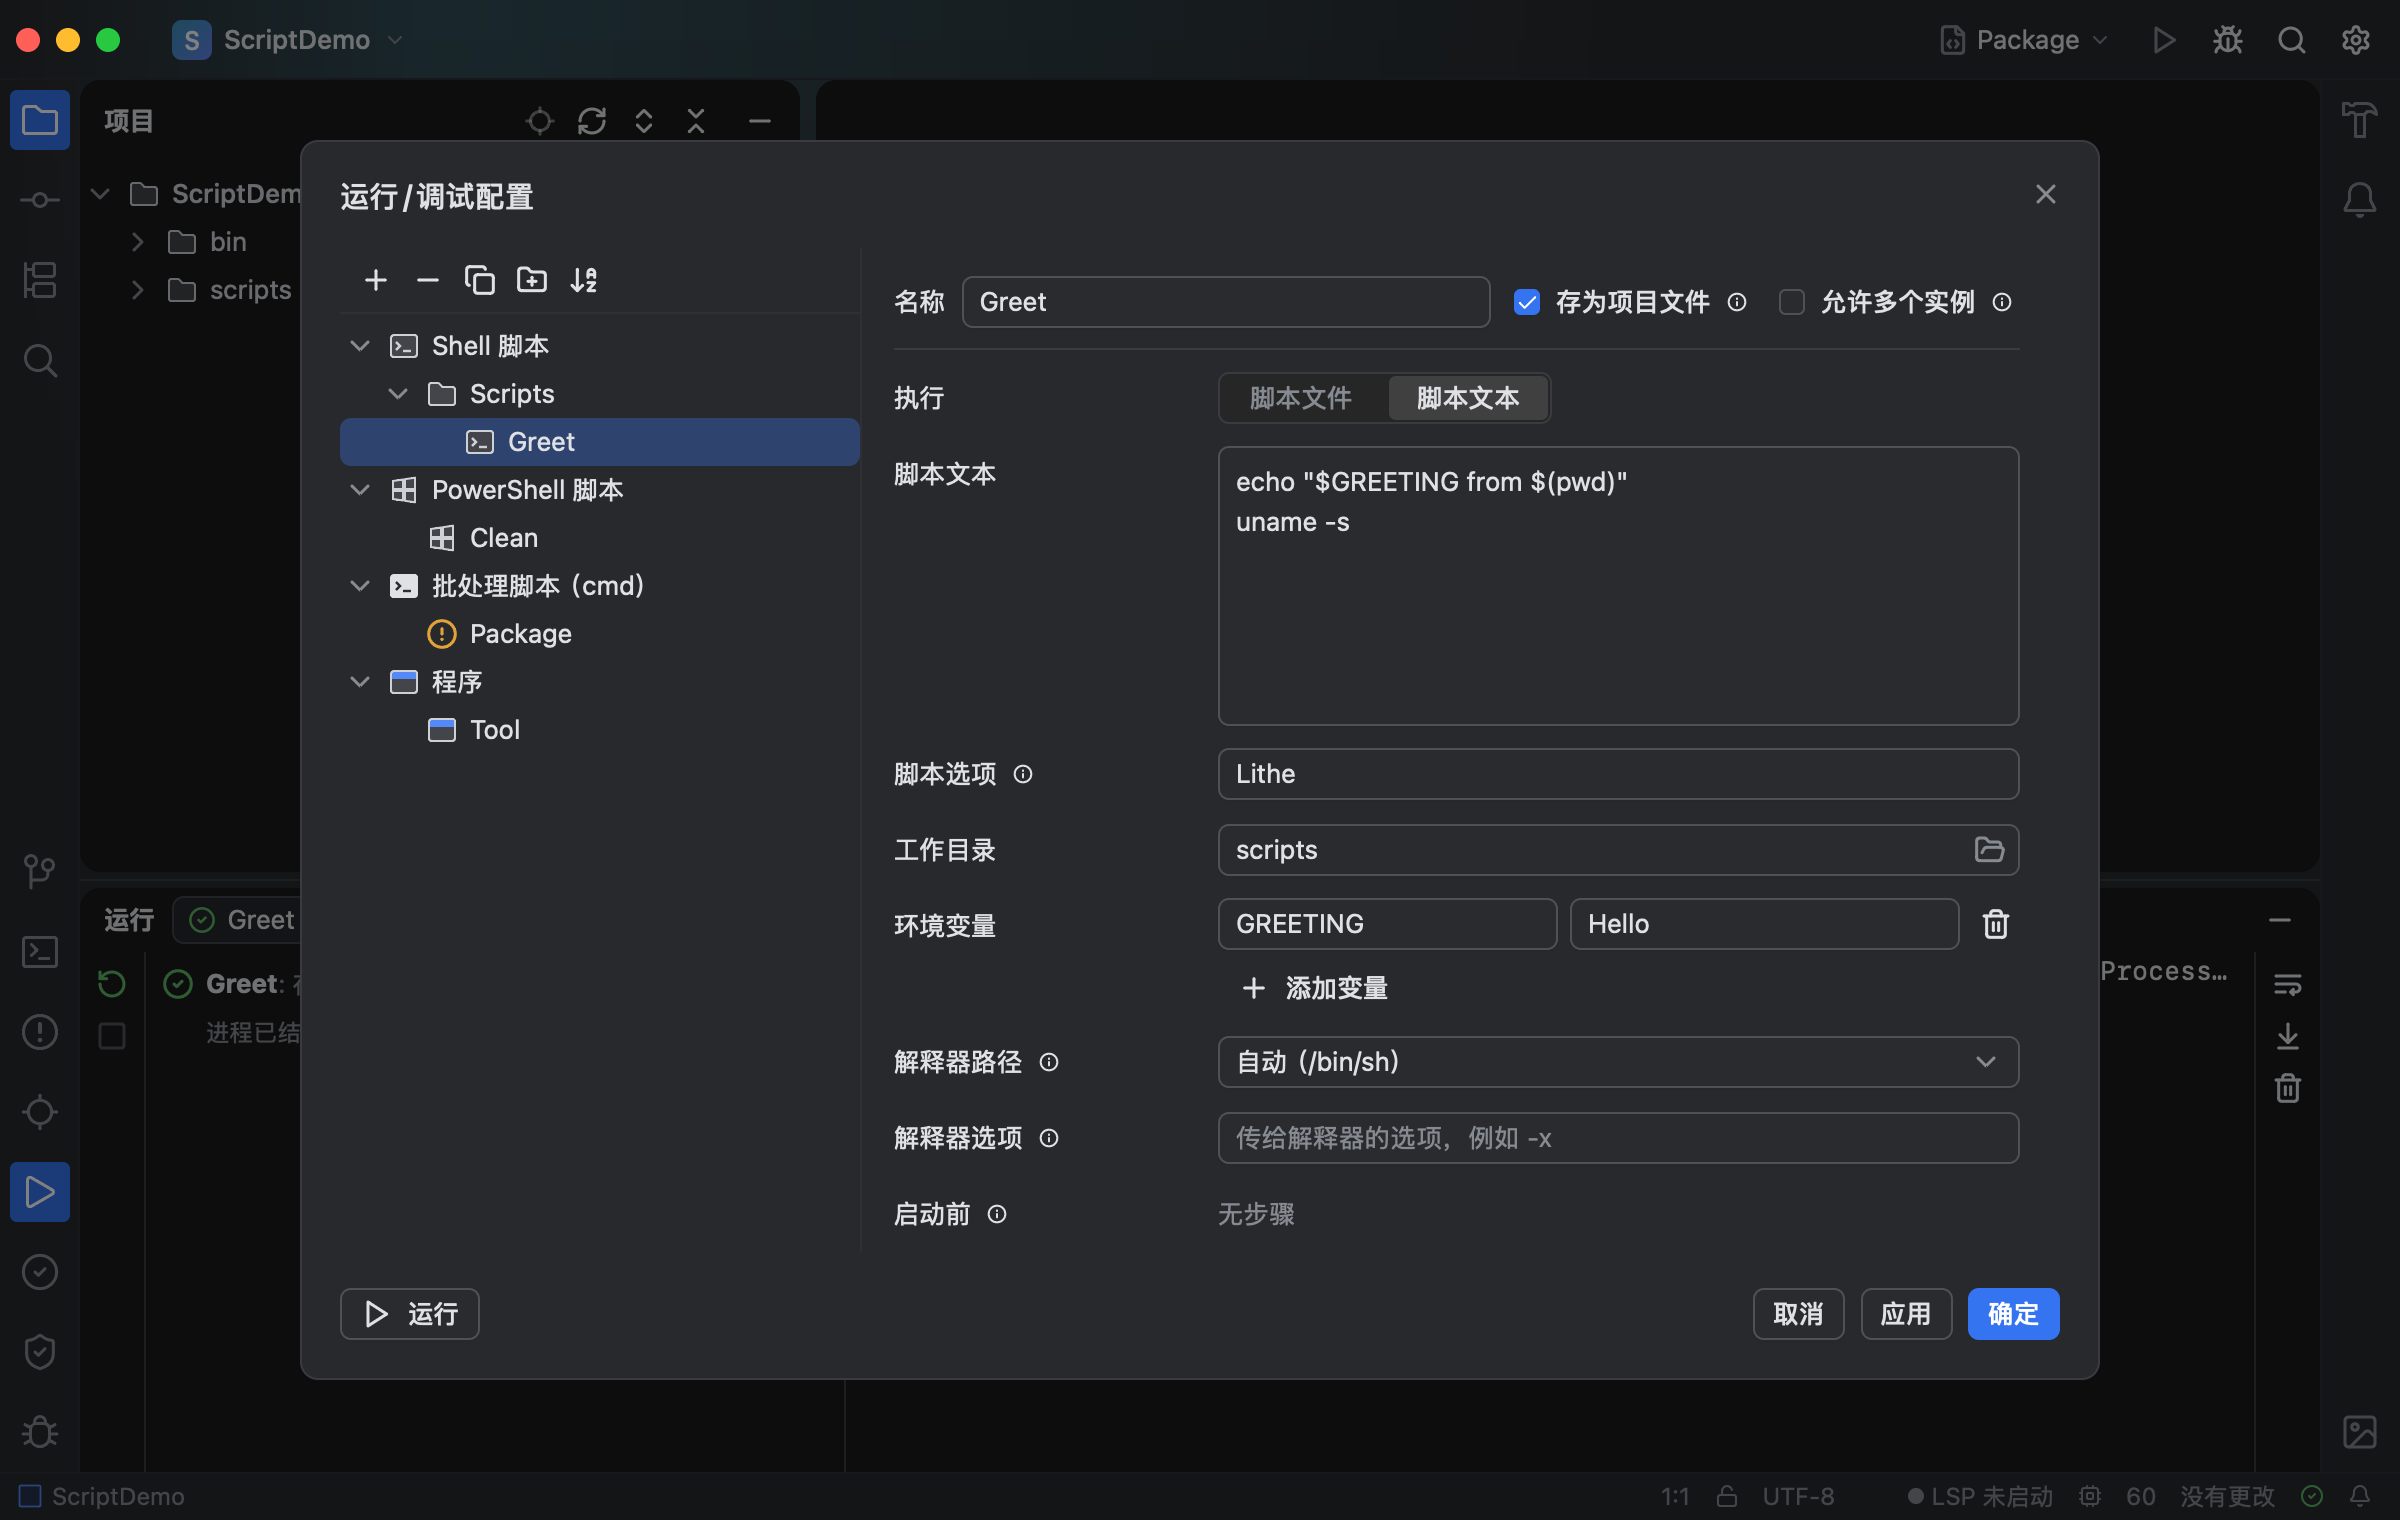 S ScriptDemo
Package
项目
ScriptDem
bin
scripts
运行/调试配置
Shell 脚本
Scripts
Greet
PowerShell 脚本
Clean
批处理脚本（cmd）
Package
程序
Tool
名称 Greet 存为项目文件 允许多个实例
执行 脚本文件 脚本文本
脚本文本
echo "$GREETING from $(pwd)"
uname -s
脚本选项 Lithe
工作目录 scripts
环境变量 GREETING Hello
添加变量
解释器路径 自动 (/bin/sh)
解释器选项 传给解释器的选项，例如 -x
启动前 无步骤
运行 取消 应用 确定
运行 Greet
Greet:
进程已结
Process…
ScriptDemo
1:1 UTF-8 LSP 未启动 60 没有更改